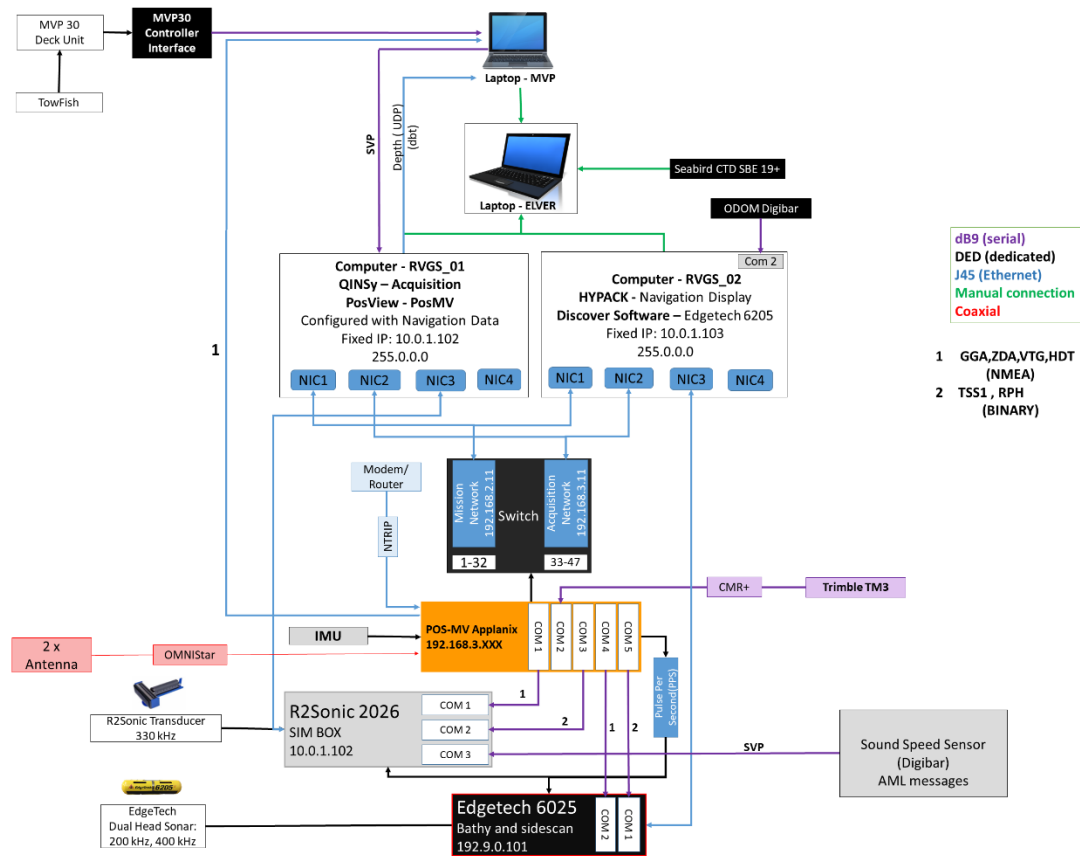 MVP 30
Deck Unit
MVP30
Controller
Interface
TowFish
Laptop - MVP
SVP
Depth ( UDP)
(dbt)
Laptop - ELVER
Seabird CTD SBE 19+
ODOM Digibar
Com 2
Computer - RVGS_01
QINSy – Acquisition
PosView - PosMV
Configured with Navigation Data
Fixed IP: 10.0.1.102
255.0.0.0
NIC1
NIC2
NIC3
NIC4
Computer - RVGS_02
HYPACK - Navigation Display
Discover Software – Edgetech 6205
Fixed IP: 10.0.1.103
255.0.0.0
NIC1
NIC2
NIC3
NIC4
dB9 (serial)
DED (dedicated)
J45 (Ethernet)
Manual connection
Coaxial
1 GGA,ZDA,VTG,HDT
(NMEA)
2 TSS1 , RPH
(BINARY)
1
Modem/
Router
NTRIP
Mission
Network
192.168.2.11
Switch
Acquisition
Network
192.168.3.11
1-32
33-47
CMR+
Trimble TM3
IMU
POS-MV Applanix
192.168.3.XXX
COM 1
COM 2
COM 3
COM 4
COM 5
2 x
Antenna
OMNIStar
Pulse Per
Second(PPS)
R2Sonic Transducer
330 kHz
R2Sonic 2026
SIM BOX
10.0.1.102
COM 1
COM 2
COM 3
1
2
1
2
SVP
Sound Speed Sensor
(Digibar)
AML messages
6205
EdgeTech
Dual Head Sonar:
200 kHz, 400 kHz
Edgetech 6025
Bathy and sidescan
192.9.0.101
COM 2
COM 1